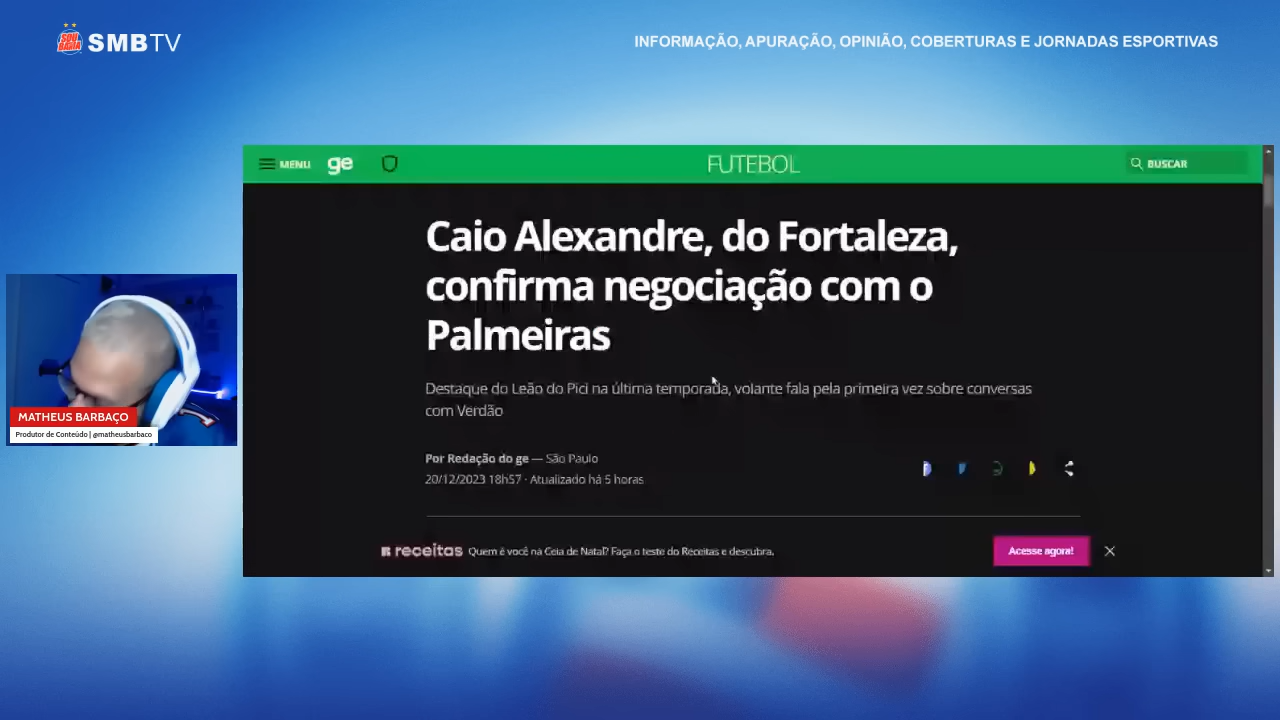 SOU BAHIA
SMBTV
INFORMAÇÃO, APURAÇÃO, OPINIÃO, COBERTURAS E JORNADAS ESPORTIVAS
MENU ge FUTEBOL BUSCAR
Caio Alexandre, do Fortaleza,
confirma negociação com o
Palmeiras
Destaque do Leão do Pici na última temporada, volante fala pela primeira vez sobre conversas
com Verdão
Por Redação do ge — São Paulo
20/12/2023 18h57 · Atualizado há 5 horas
receitas Quem é você na Ceia de Natal? Faça o teste do Receitas e descubra. Acesse agora!
MATHEUS BARBAÇO
Produtor de Conteúdo | @matheusbarbaco